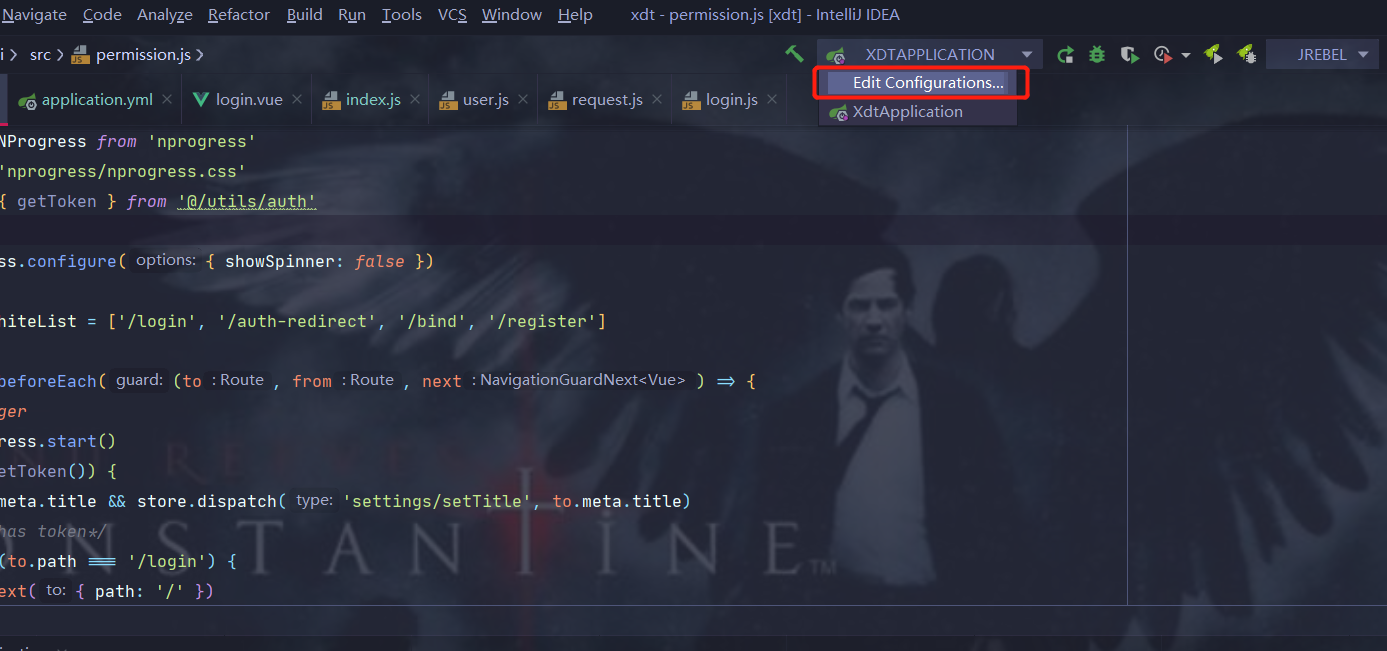 Navigate Code Analyze Refactor Build Run Tools VCS Window Help xdt - permission.js [xdt] - IntelliJ IDEA
i > src > permission.js > XDTAPPLICATION JREBEL
Edit Configurations...
application.yml login.vue index.js user.js request.js login.js
XdtApplication
NProgress from 'nprogress'
'nprogress/nprogress.css'
{ getToken } from '@/utils/auth'
ss.configure( options: { showSpinner: false })
hiteList = ['/login', '/auth-redirect', '/bind', '/register']
beforeEach( guard: (to : Route , from : Route , next : NavigationGuardNext<Vue> ) => {
ger
ress.start()
etToken()) {
meta.title && store.dispatch( type: 'settings/setTitle', to.meta.title)
has token*/
(to.path === '/login') {
ext( to: { path: '/' })
CONSTANTINE™